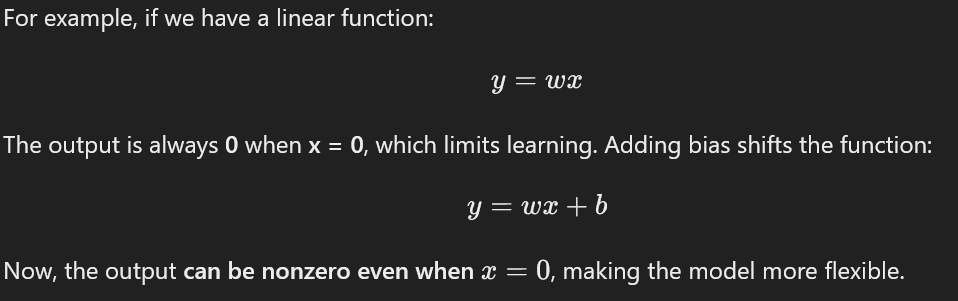 For example, if we have a linear function:
y = wx
The output is always 0 when x = 0, which limits learning. Adding bias shifts the function:
y = wx + b
Now, the output can be nonzero even when x = 0, making the model more flexible.